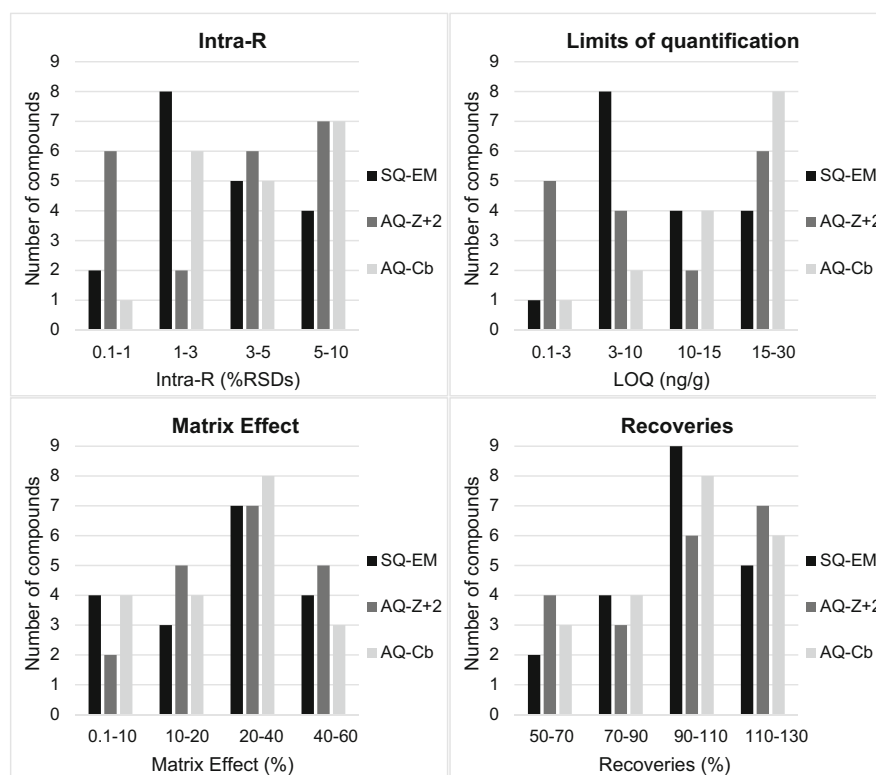 Intra-R
Number of compounds
9
8
7
6
5
4
3
2
1
0
0.1-1 1-3 3-5 5-10
Intra-R (%RSDs)
SQ-EM
AQ-Z+2
AQ-Cb
Limits of quantification
Number of compounds
9
8
7
6
5
4
3
2
1
0
0.1-3 3-10 10-15 15-30
LOQ (ng/g)
SQ-EM
AQ-Z+2
AQ-Cb
Matrix Effect
Number of compounds
9
8
7
6
5
4
3
2
1
0
0.1-10 10-20 20-40 40-60
Matrix Effect (%)
SQ-EM
AQ-Z+2
AQ-Cb
Recoveries
Number of compounds
9
8
7
6
5
4
3
2
1
0
50-70 70-90 90-110 110-130
Recoveries (%)
SQ-EM
AQ-Z+2
AQ-Cb